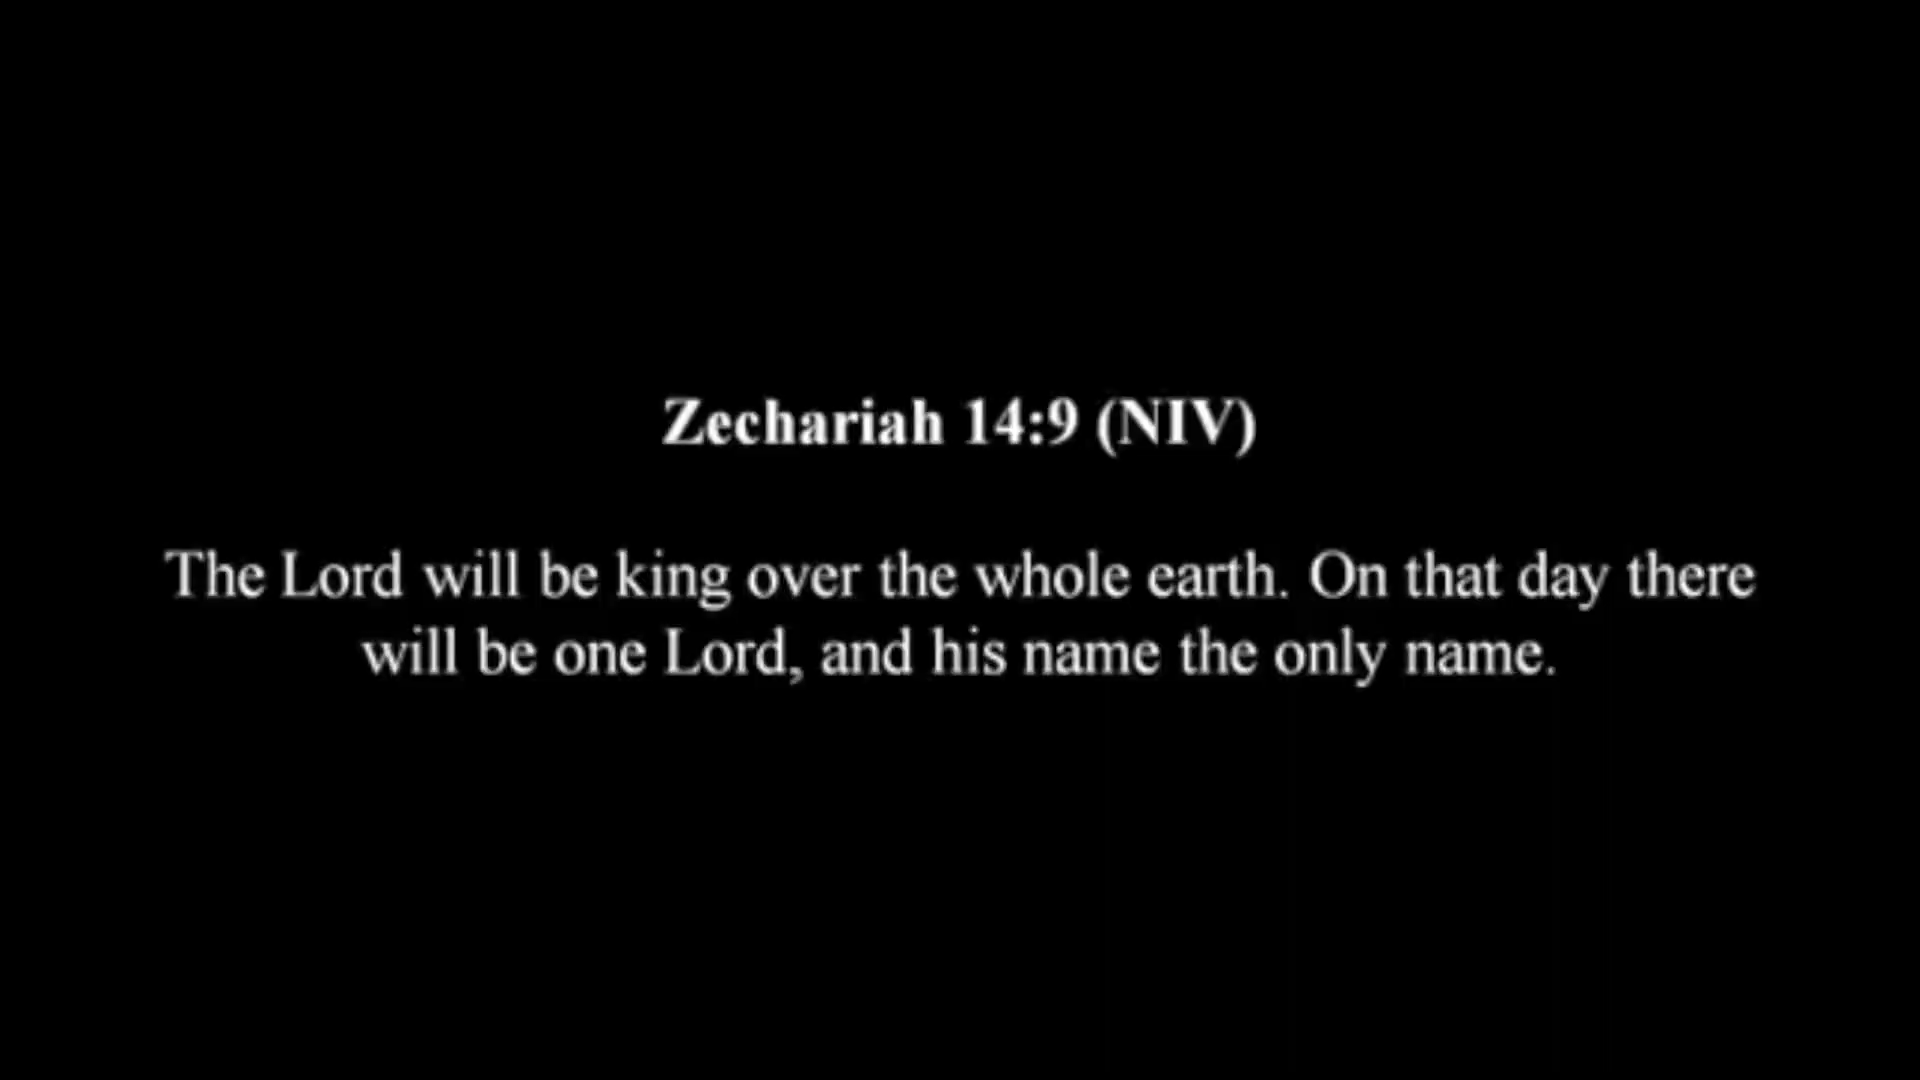 Zechariah 14:9 (NIV)
The Lord will be king over the whole earth. On that day there
will be one Lord, and his name the only name.